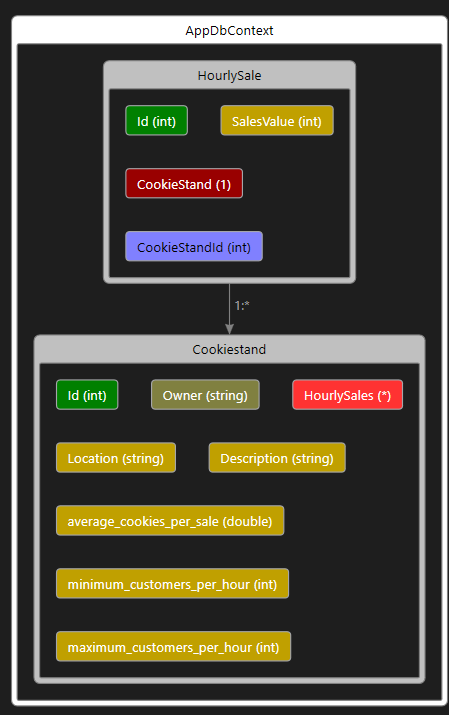 AppDbContext
HourlySale
Id (int) SalesValue (int)
CookieStand (1)
CookieStandId (int)
1:*
Cookiestand
Id (int) Owner (string) HourlySales (*)
Location (string) Description (string)
average_cookies_per_sale (double)
minimum_customers_per_hour (int)
maximum_customers_per_hour (int)